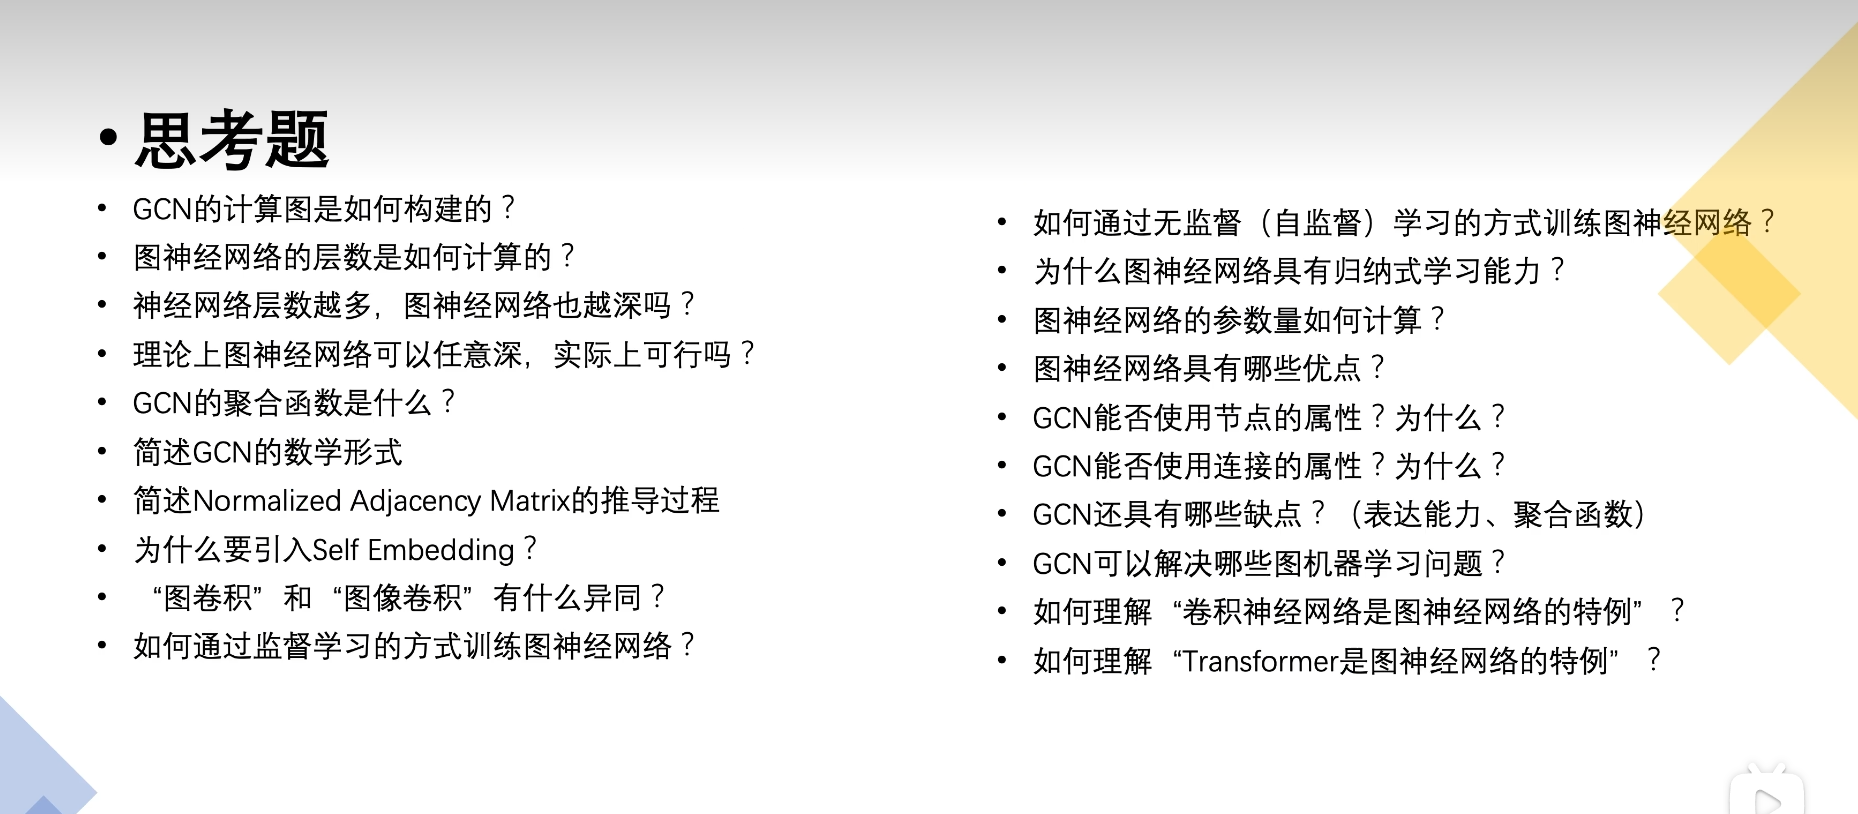 • 思考题
• GCN的计算图是如何构建的？
• 图神经网络的层数是如何计算的？
• 神经网络层数越多，图神经网络也越深吗？
• 理论上图神经网络可以任意深，实际上可行吗？
• GCN的聚合函数是什么？
• 简述GCN的数学形式
• 简述Normalized Adjacency Matrix的推导过程
• 为什么要引入Self Embedding？
• “图卷积”和“图像卷积”有什么异同？
• 如何通过监督学习的方式训练图神经网络？
• 如何通过无监督（自监督）学习的方式训练图神经网络？
• 为什么图神经网络具有归纳式学习能力？
• 图神经网络的参数量如何计算？
• 图神经网络具有哪些优点？
• GCN能否使用节点的属性？为什么？
• GCN能否使用连接的属性？为什么？
• GCN还具有哪些缺点？（表达能力、聚合函数）
• GCN可以解决哪些图机器学习问题？
• 如何理解“卷积神经网络是图神经网络的特例”？
• 如何理解“Transformer是图神经网络的特例”？